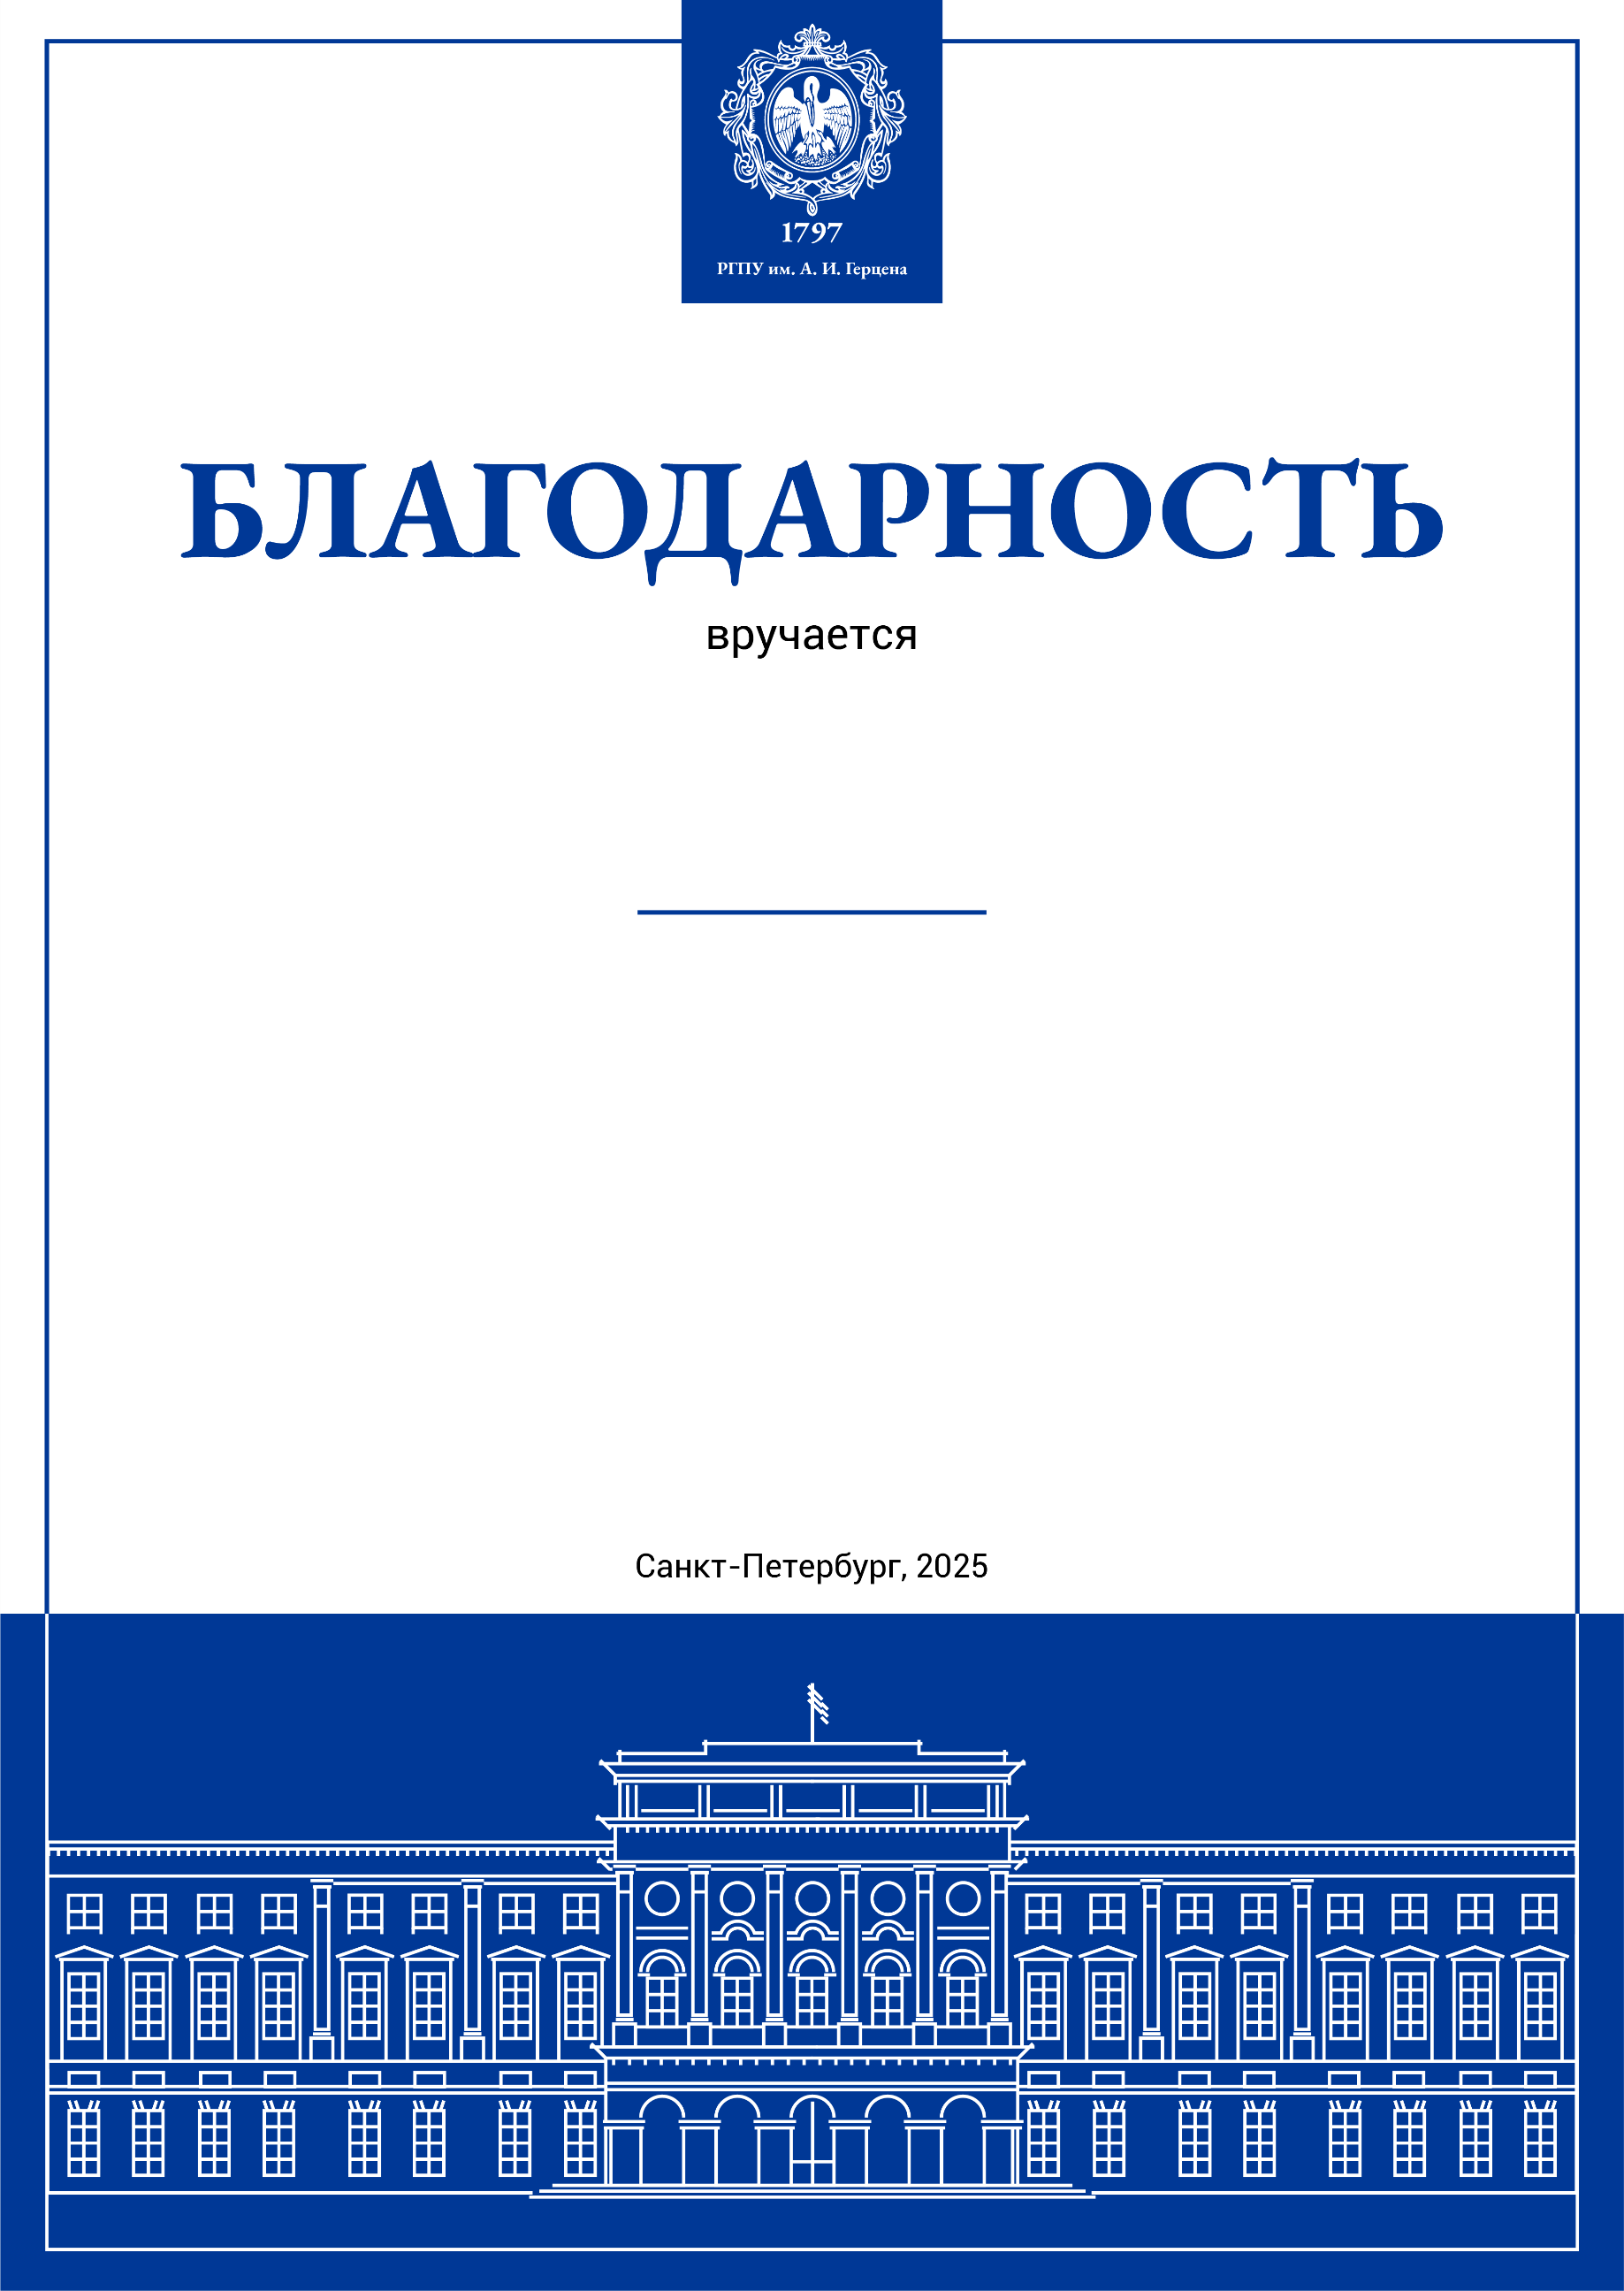 1797
РГПУ им. А. И. Герцена
БЛАГОДАРНОСТЬ
вручается
Санкт-Петербург, 2025